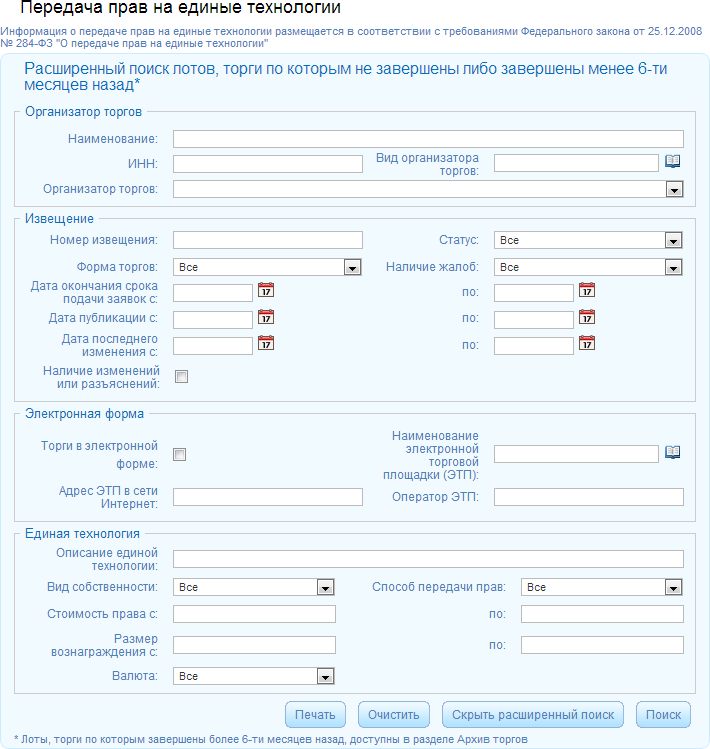 Передача прав на единые технологии
Информация о передаче прав на единые технологии размещается в соответствии с требованиями Федерального закона от 25.12.2008
№ 284-ФЗ "О передаче прав на единые технологии"
Расширенный поиск лотов, торги по которым не завершены либо завершены менее 6-ти
месяцев назад*
Организатор торгов
Наименование:
ИНН:
Вид организатора
торгов:
Организатор торгов:
Извещение
Номер извещения:
Статус: Все
Форма торгов: Все
Наличие жалоб: Все
Дата окончания срока
подачи заявок с: 17
по: 17
Дата публикации с: 17
по: 17
Дата последнего
изменения с: 17
по: 17
Наличие изменений
или разъяснений:
Электронная форма
Торги в электронной
форме:
Наименование
электронной
торговой
площадки (ЭТП):
Адрес ЭТП в сети
Интернет:
Оператор ЭТП:
Единая технология
Описание единой
технологии:
Вид собственности: Все
Способ передачи прав: Все
Стоимость права с:
по:
Размер
вознаграждения с:
по:
Валюта: Все
Печать
Очистить
Скрыть расширенный поиск
Поиск
* Лоты, торги по которым завершены более 6-ти месяцев назад, доступны в разделе Архив торгов